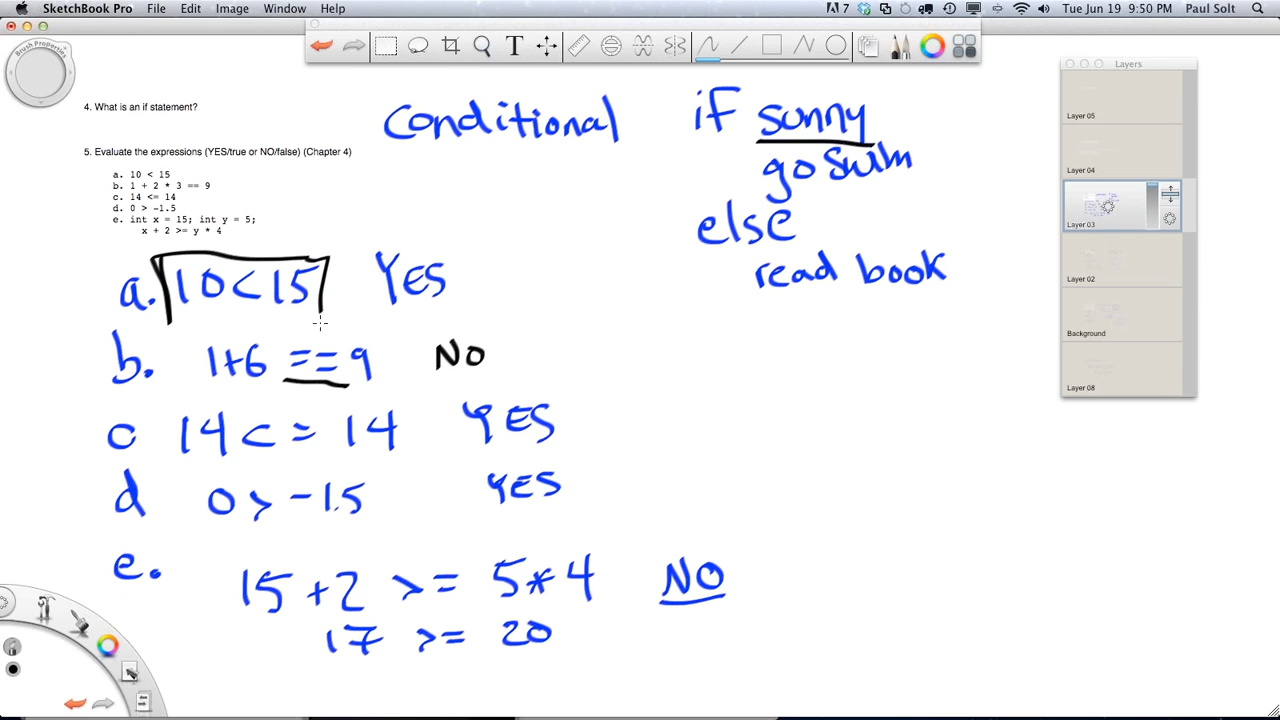 SketchBook Pro File Edit Image Window Help 7 Tue Jun 19 9:50 PM Paul Solt
Brush Properties
T
Layers
Layer 05
Layer 04
Layer 03
Layer 02
Background
Layer 08
4. What is an if statement?
Conditional
if sunny
go swim
else
read book
5. Evaluate the expressions (YES/true or NO/false) (Chapter 4)
a. 10 < 15
b. 1 + 2 * 3 == 9
c. 14 <= 14
d. 0 > -1.5
e. int x = 15; int y = 5;
x + 2 >= y * 4
a. 10 < 15 YES
b. 1+6 == 9 NO
c 14 <= 14 YES
d 0 > -1.5 YES
e. 15 + 2 >= 5 * 4 NO
17 >= 20